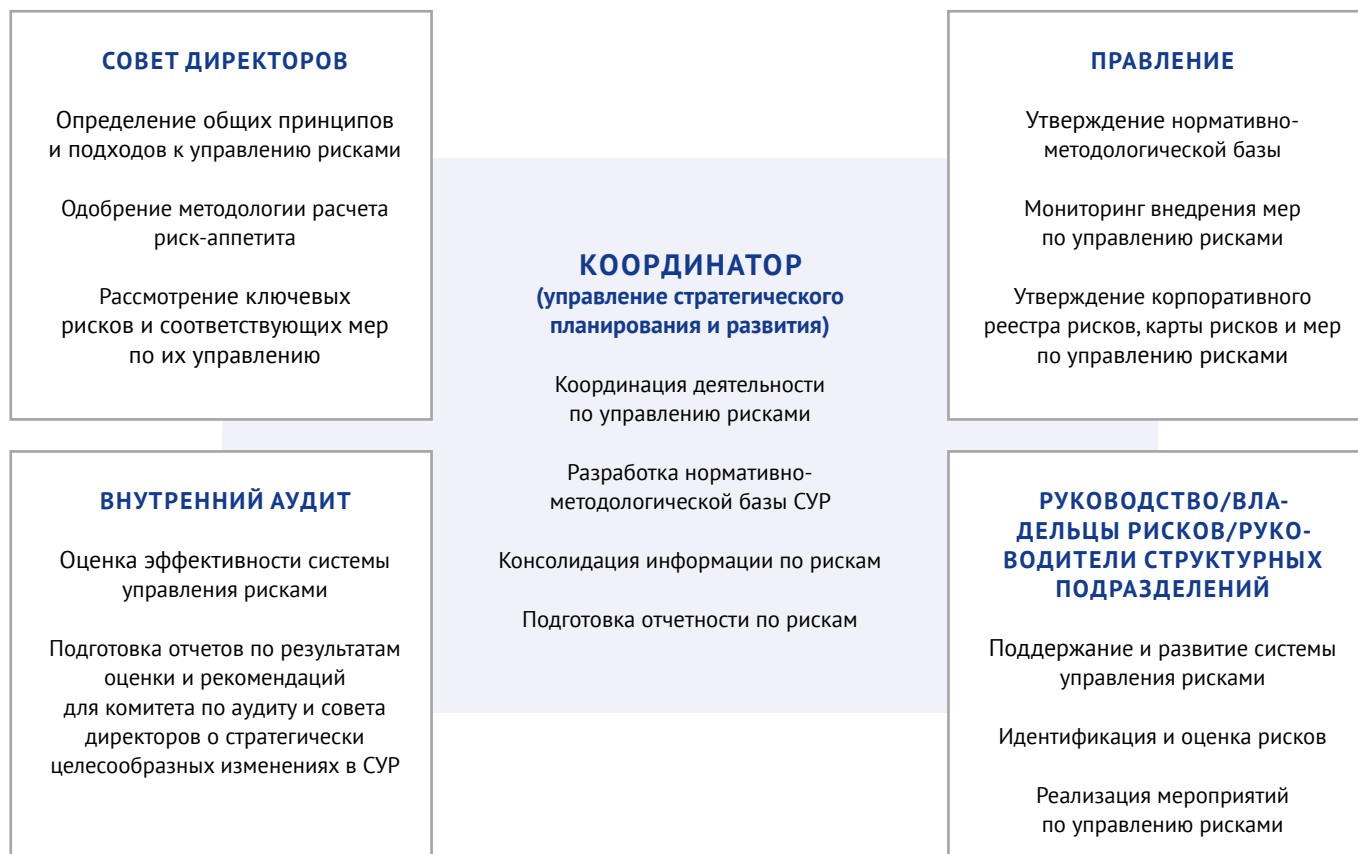 СОВЕТ ДИРЕКТОРОВ
Определение общих принципов
и подходов к управлению рисками
Одобрение методологии расчета
риск-аппетита
Рассмотрение ключевых
рисков и соответствующих мер
по их управлению
ПРАВЛЕНИЕ
Утверждение нормативно-
методологической базы
Мониторинг внедрения мер
по управлению рисками
Утверждение корпоративного
реестра рисков, карты рисков и мер
по управлению рисками
КООРДИНАТОР
(управление стратегического
планирования и развития)
Координация деятельности
по управлению рисками
Разработка нормативно-
методологической базы СУР
Консолидация информации по рискам
Подготовка отчетности по рискам
ВНУТРЕННИЙ АУДИТ
Оценка эффективности системы
управления рисками
Подготовка отчетов по результатам
оценки и рекомендаций
для комитета по аудиту и совета
директоров о стратегически
целесообразных изменениях в СУР
РУКОВОДСТВО/ВЛА-
ДЕЛЬЦЫ РИСКОВ/РУКО-
ВОДИТЕЛИ СТРУКТУРНЫХ
ПОДРАЗДЕЛЕНИЙ
Поддержание и развитие системы
управления рисками
Идентификация и оценка рисков
Реализация мероприятий
по управлению рисками